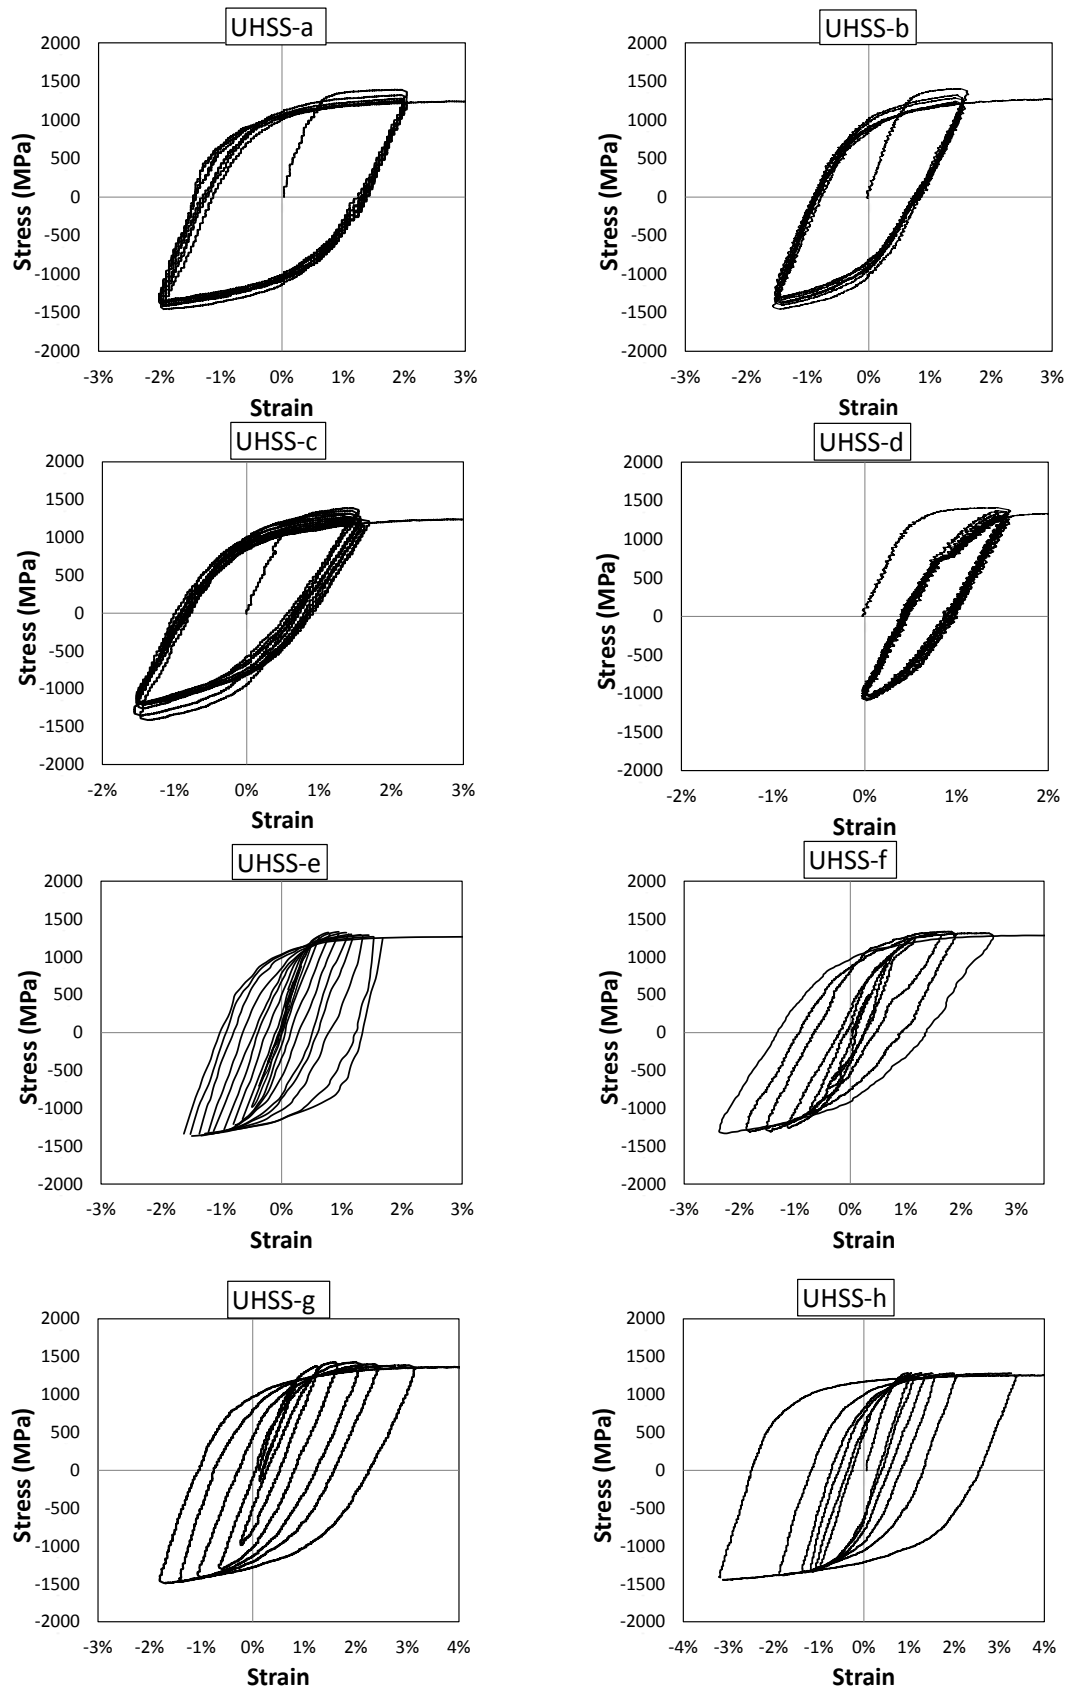 UHSS-a
2000
1500
1000
500
0
-500
-1000
-1500
-2000
Stress (MPa)
-3% -2% -1% 0% 1% 2% 3%
Strain
UHSS-b
2000
1500
1000
500
0
-500
-1000
-1500
-2000
Stress (MPa)
-3% -2% -1% 0% 1% 2% 3%
Strain
UHSS-c
2000
1500
1000
500
0
-500
-1000
-1500
-2000
Stress (MPa)
-2% -1% 0% 1% 2% 3%
Strain
UHSS-d
2000
1500
1000
500
0
-500
-1000
-1500
-2000
Stress (MPa)
-2% -1% 0% 1% 2%
Strain
UHSS-e
2000
1500
1000
500
0
-500
-1000
-1500
-2000
Stress (MPa)
-3% -2% -1% 0% 1% 2% 3%
Strain
UHSS-f
2000
1500
1000
500
0
-500
-1000
-1500
-2000
Stress (MPa)
-3% -2% -1% 0% 1% 2% 3%
Strain
UHSS-g
2000
1500
1000
500
0
-500
-1000
-1500
-2000
Stress (MPa)
-3% -2% -1% 0% 1% 2% 3% 4%
Strain
UHSS-h
2000
1500
1000
500
0
-500
-1000
-1500
-2000
Stress (MPa)
-4% -3% -2% -1% 0% 1% 2% 3% 4%
Strain